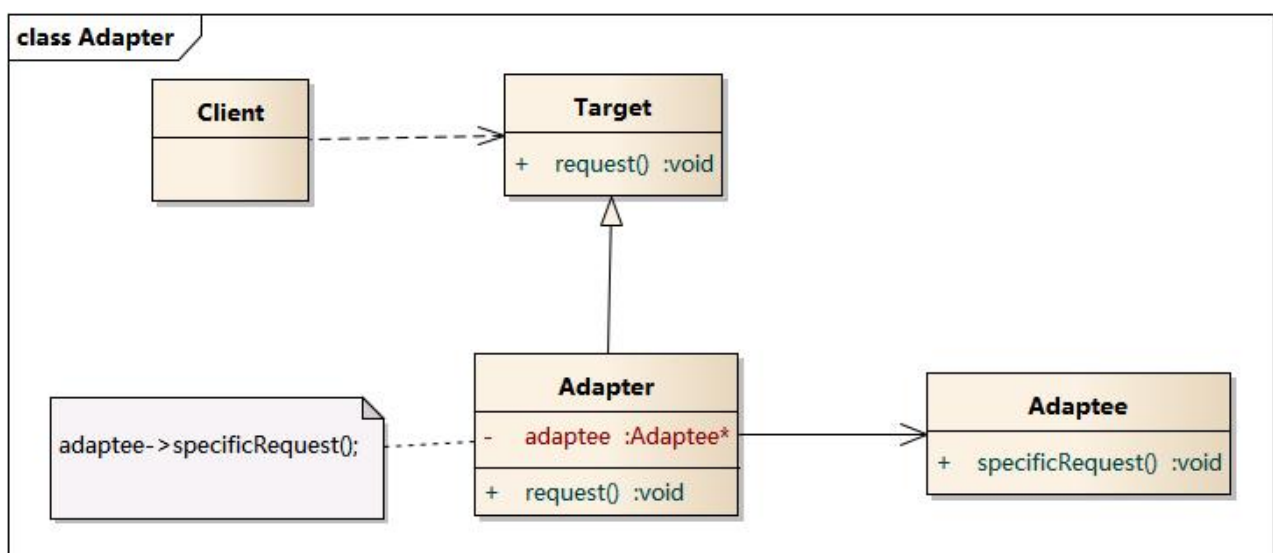 class Adapter
Client
Target
+ request() :void
Adapter
- adaptee :Adaptee*
+ request() :void
adaptee->specificRequest();
Adaptee
+ specificRequest() :void